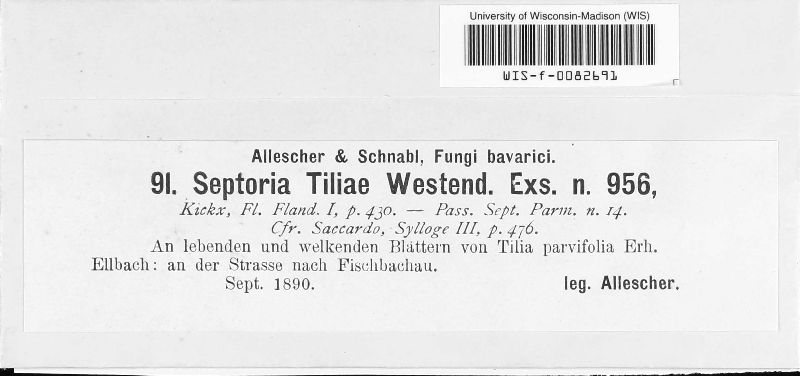 University of Wisconsin-Madison (WIS)
WIS-f-0082691
Allescher & Schnabl, Fungi bavarici.
91. Septoria Tiliae Westend. Exs. n. 956,
Kickx, Fl. Fland. I, p. 430. — Pass. Sept. Parm. n. 14.
Cfr. Saccardo, Sylloge III, p. 476.
An lebenden und welkenden Blättern von Tilia parvifolia Erh.
Ellbach: an der Strasse nach Fischbachau.
Sept. 1890. leg. Allescher.